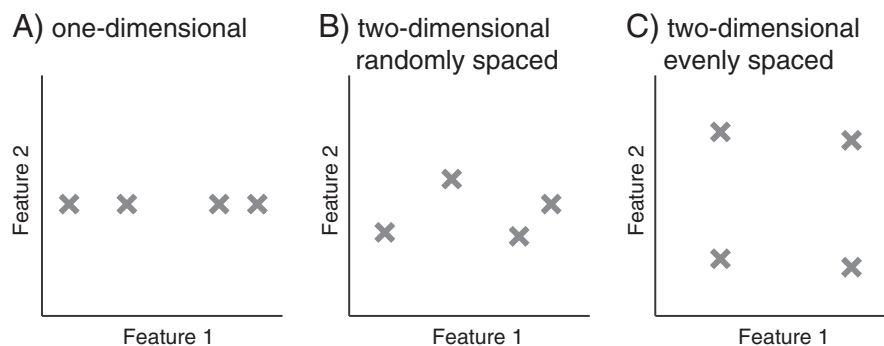 A) one-dimensional
B) two-dimensional
randomly spaced
C) two-dimensional
evenly spaced
Feature 2
Feature 1
Feature 2
Feature 1
Feature 2
Feature 1